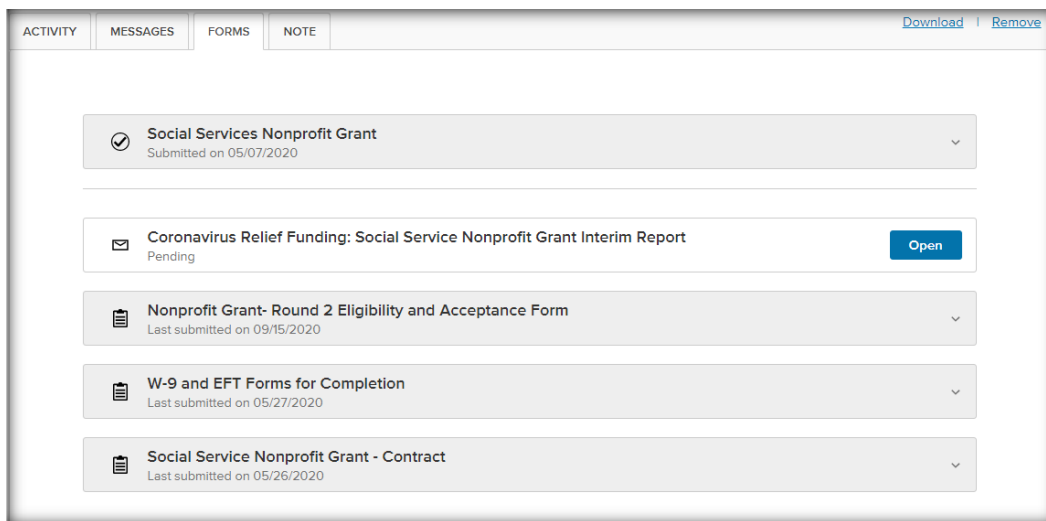 ACTIVITY MESSAGES FORMS NOTE Download | Remove
Social Services Nonprofit Grant
Submitted on 05/07/2020
Coronavirus Relief Funding: Social Service Nonprofit Grant Interim Report
Pending
Open
Nonprofit Grant- Round 2 Eligibility and Acceptance Form
Last submitted on 09/15/2020
W-9 and EFT Forms for Completion
Last submitted on 05/27/2020
Social Service Nonprofit Grant - Contract
Last submitted on 05/26/2020